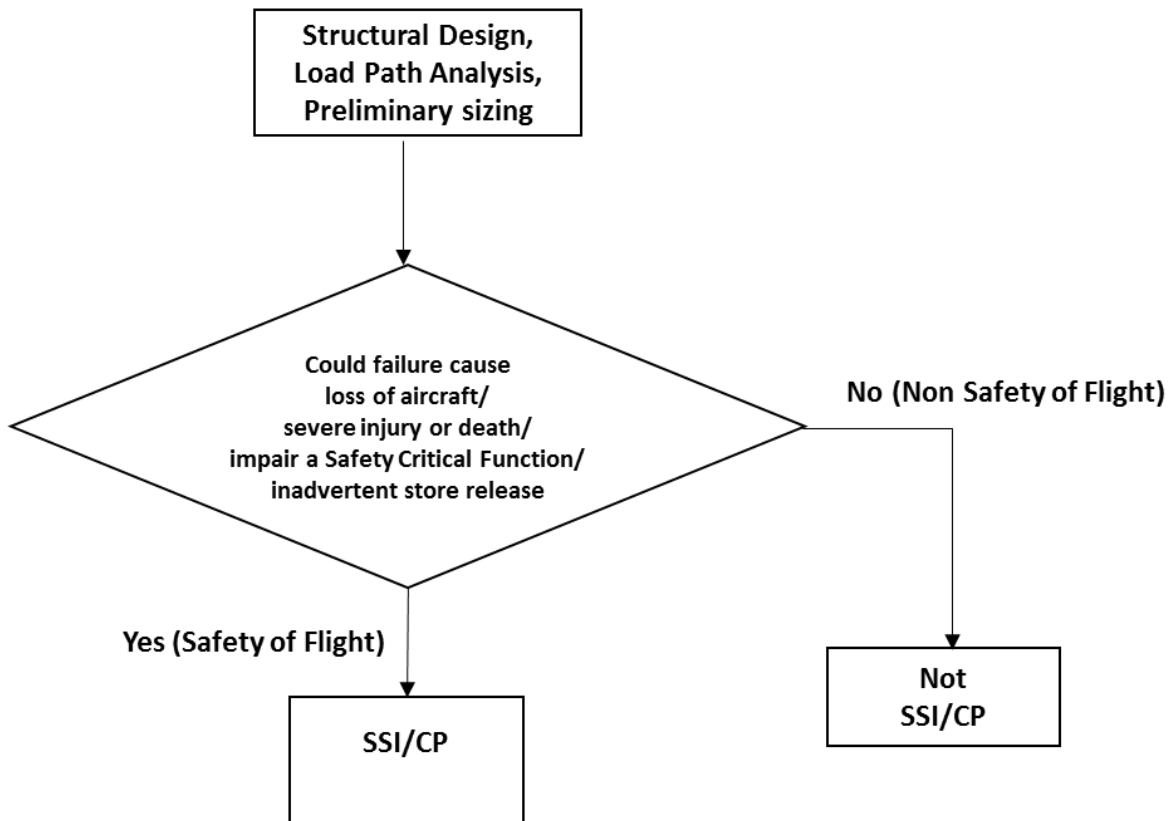 Structural Design,
Load Path Analysis,
Preliminary sizing
Could failure cause
loss of aircraft/
severe injury or death/
impair a Safety Critical Function/
inadvertent store release
No (Non Safety of Flight)
Yes (Safety of Flight)
Not
SSI/CP
SSI/CP